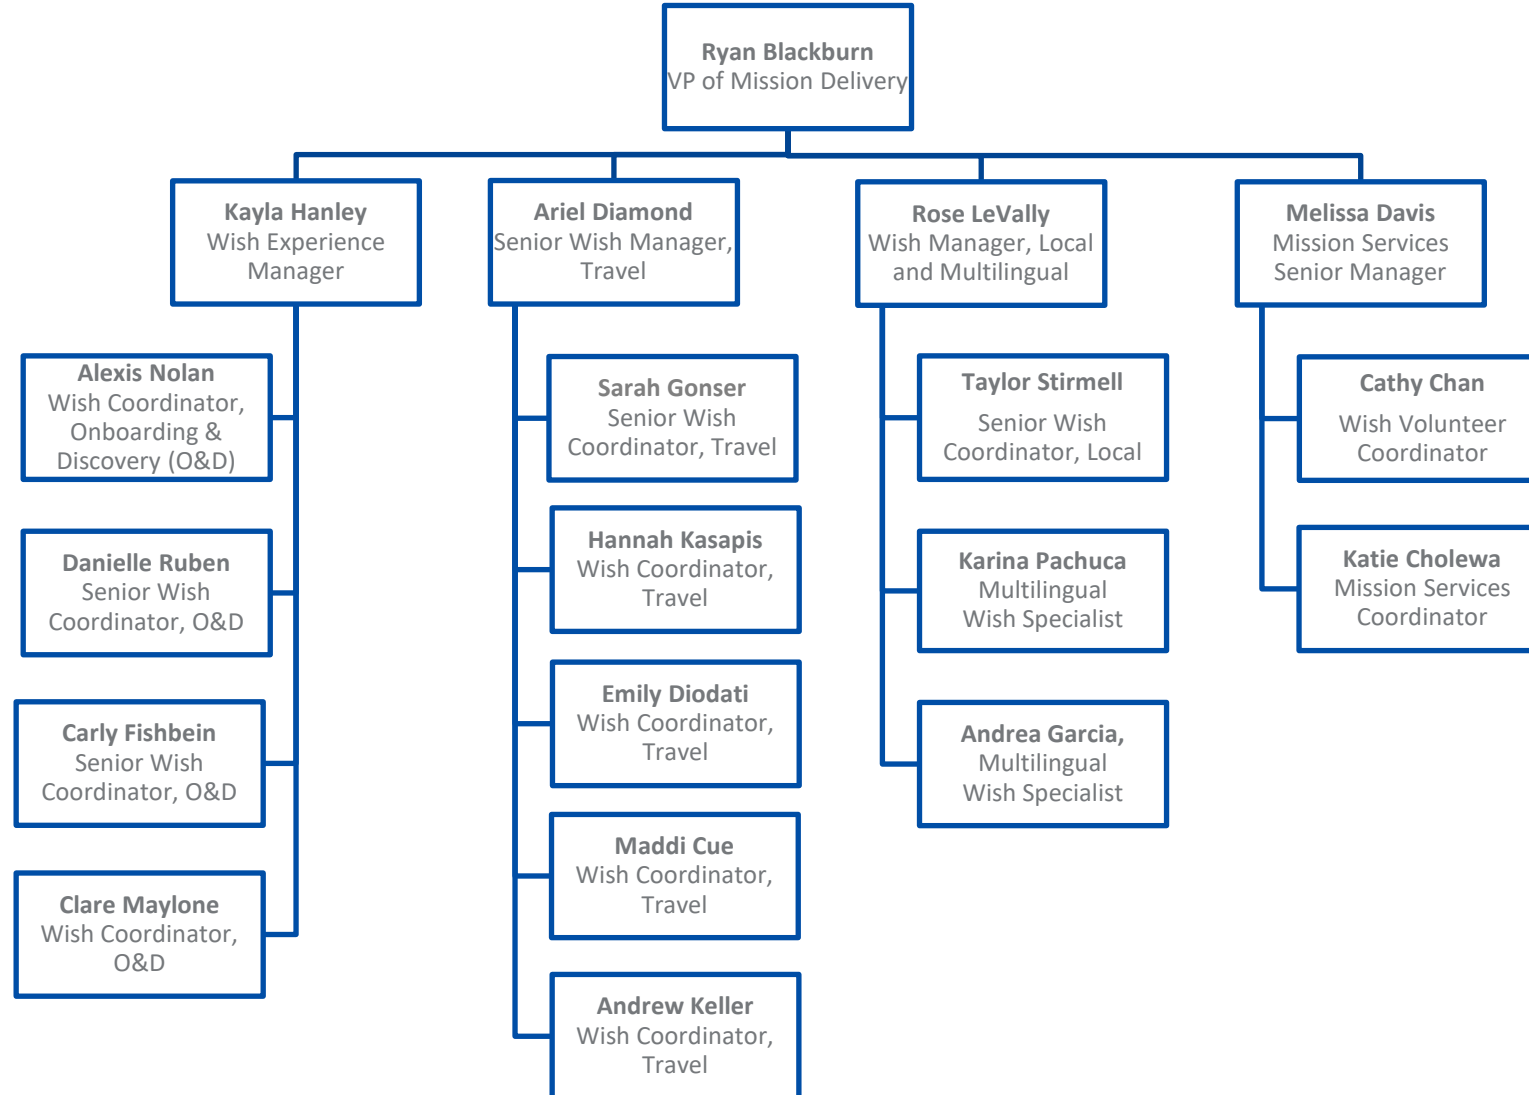 Ryan Blackburn
VP of Mission Delivery
Kayla Hanley
Wish Experience
Manager
Ariel Diamond
Senior Wish Manager,
Travel
Rose LeVally
Wish Manager, Local
and Multilingual
Melissa Davis
Mission Services
Senior Manager
Alexis Nolan
Wish Coordinator,
Onboarding &
Discovery (O&D)
Danielle Ruben
Senior Wish
Coordinator, O&D
Carly Fishbein
Senior Wish
Coordinator, O&D
Clare Maylone
Wish Coordinator,
O&D
Sarah Gonser
Senior Wish
Coordinator, Travel
Hannah Kasapis
Wish Coordinator,
Travel
Emily Diodati
Wish Coordinator,
Travel
Maddi Cue
Wish Coordinator,
Travel
Andrew Keller
Wish Coordinator,
Travel
Taylor Stirmell
Senior Wish
Coordinator, Local
Karina Pachuca
Multilingual
Wish Specialist
Andrea Garcia,
Multilingual
Wish Specialist
Cathy Chan
Wish Volunteer
Coordinator
Katie Cholewa
Mission Services
Coordinator